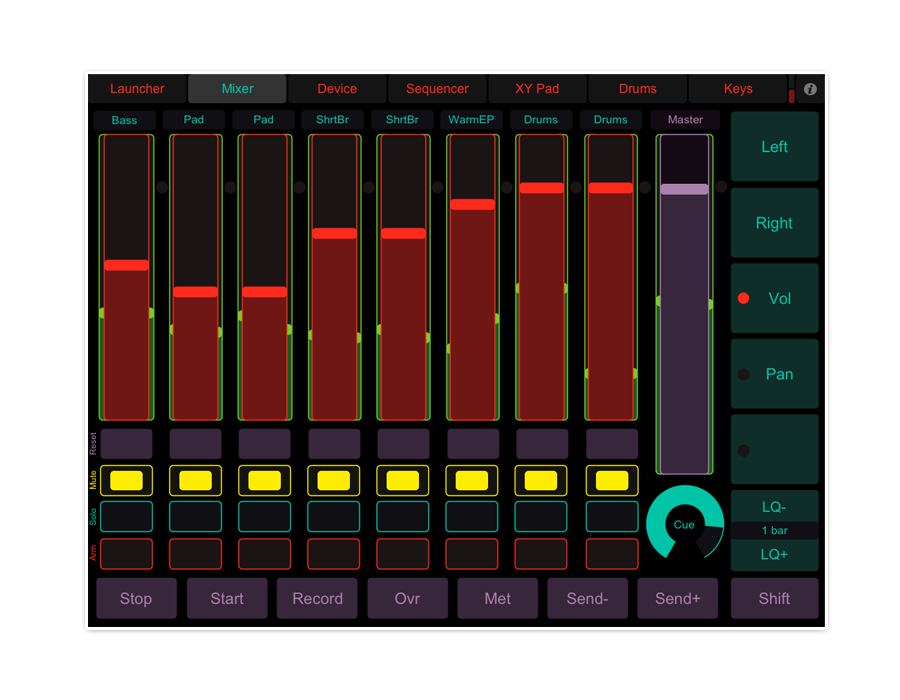 Launcher
Mixer
Device
Sequencer
XY Pad
Drums
Keys
i
Bass
Pad
Pad
ShrtBr
ShrtBr
WarmEP
Drums
Drums
Master
Left
Right
Vol
Pan
Reset
Mute
Solo
Arm
Cue
LQ-
1 bar
LQ+
Stop
Start
Record
Ovr
Met
Send-
Send+
Shift